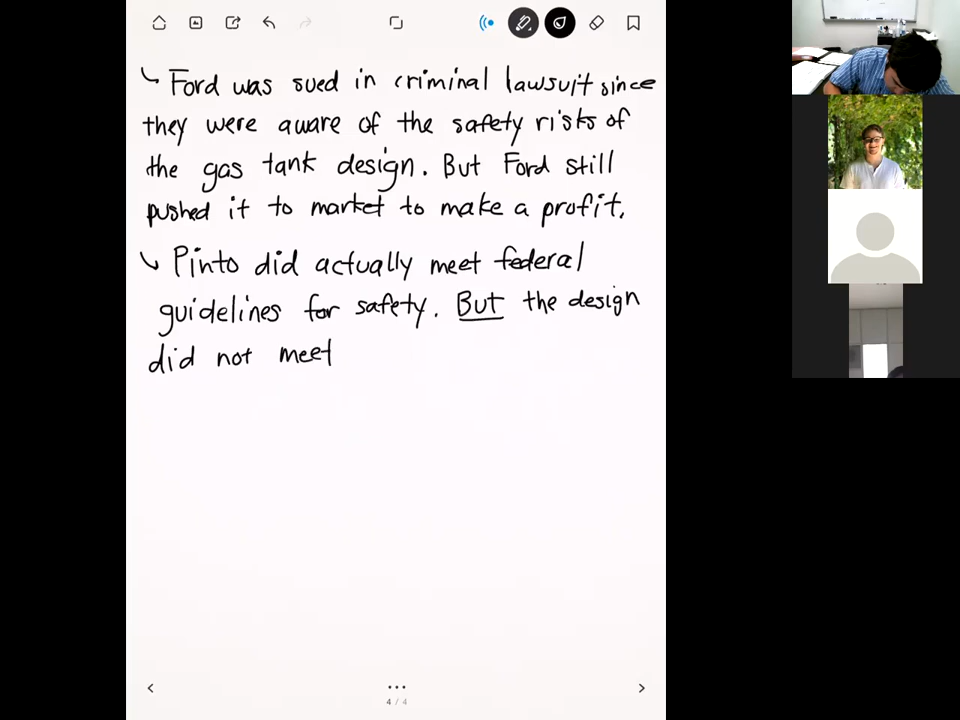 ↳ Ford was sued in criminal lawsuit since
they were aware of the safety risks of
the gas tank design. But Ford still
pushed it to market to make a profit.
↳ Pinto did actually meet federal
guidelines for safety. But the design
did not meet
4 / 4